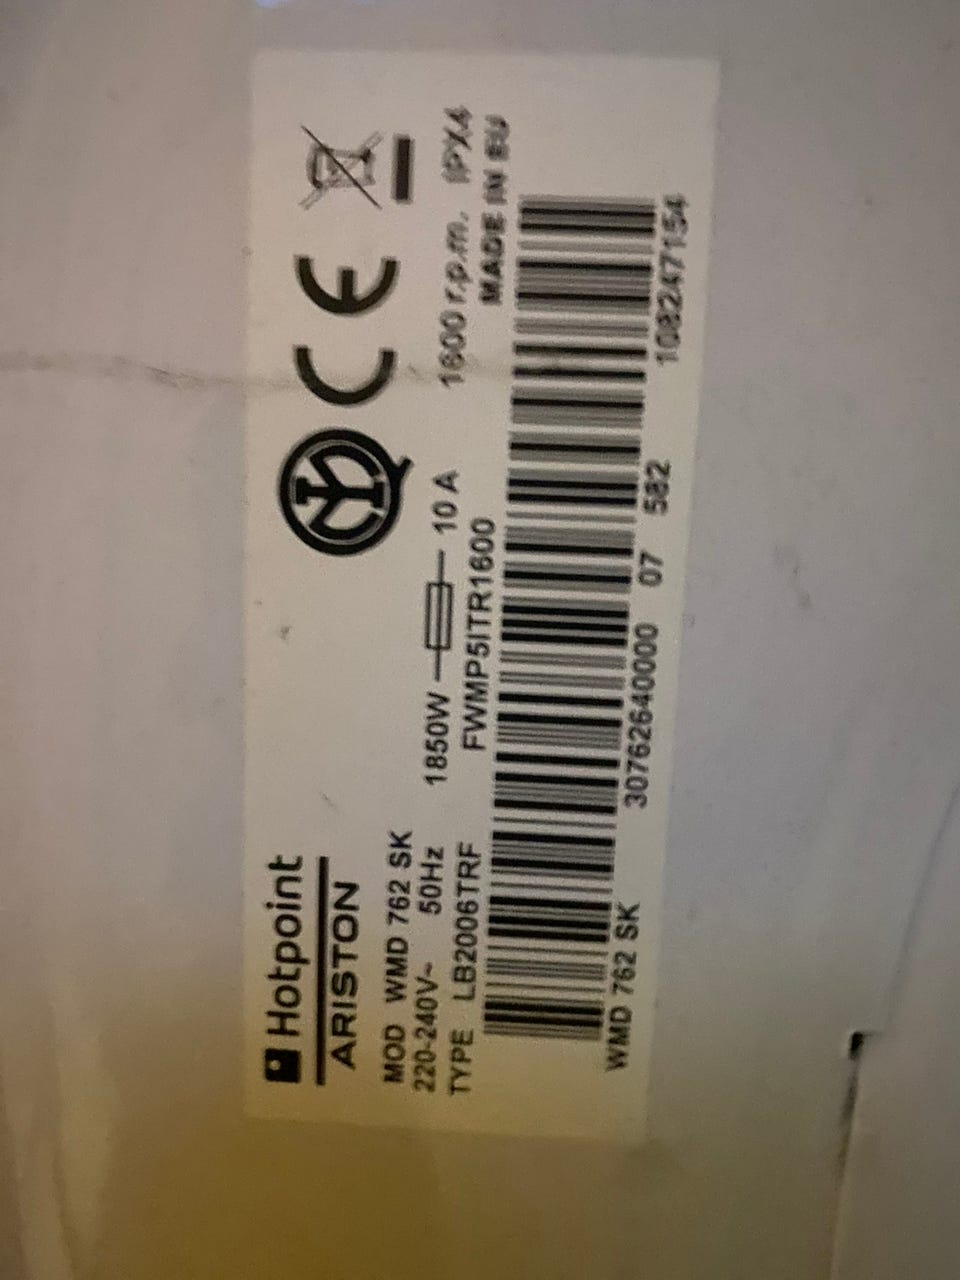 Hotpoint
ARISTON
MOD WMD 762 SK
220-240V~ 50Hz 1850W 10 A 1600 r.p.m. IPX4
TYPE LB2006TRF FWMP5ITR1600 MADE IN EU
WMD 762 SK 30762640000 07 582 108247154